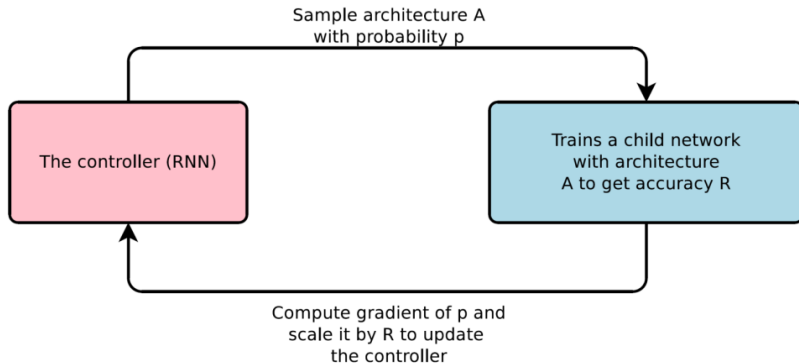 Sample architecture A
with probability p
The controller (RNN)
Trains a child network
with architecture
A to get accuracy R
Compute gradient of p and
scale it by R to update
the controller